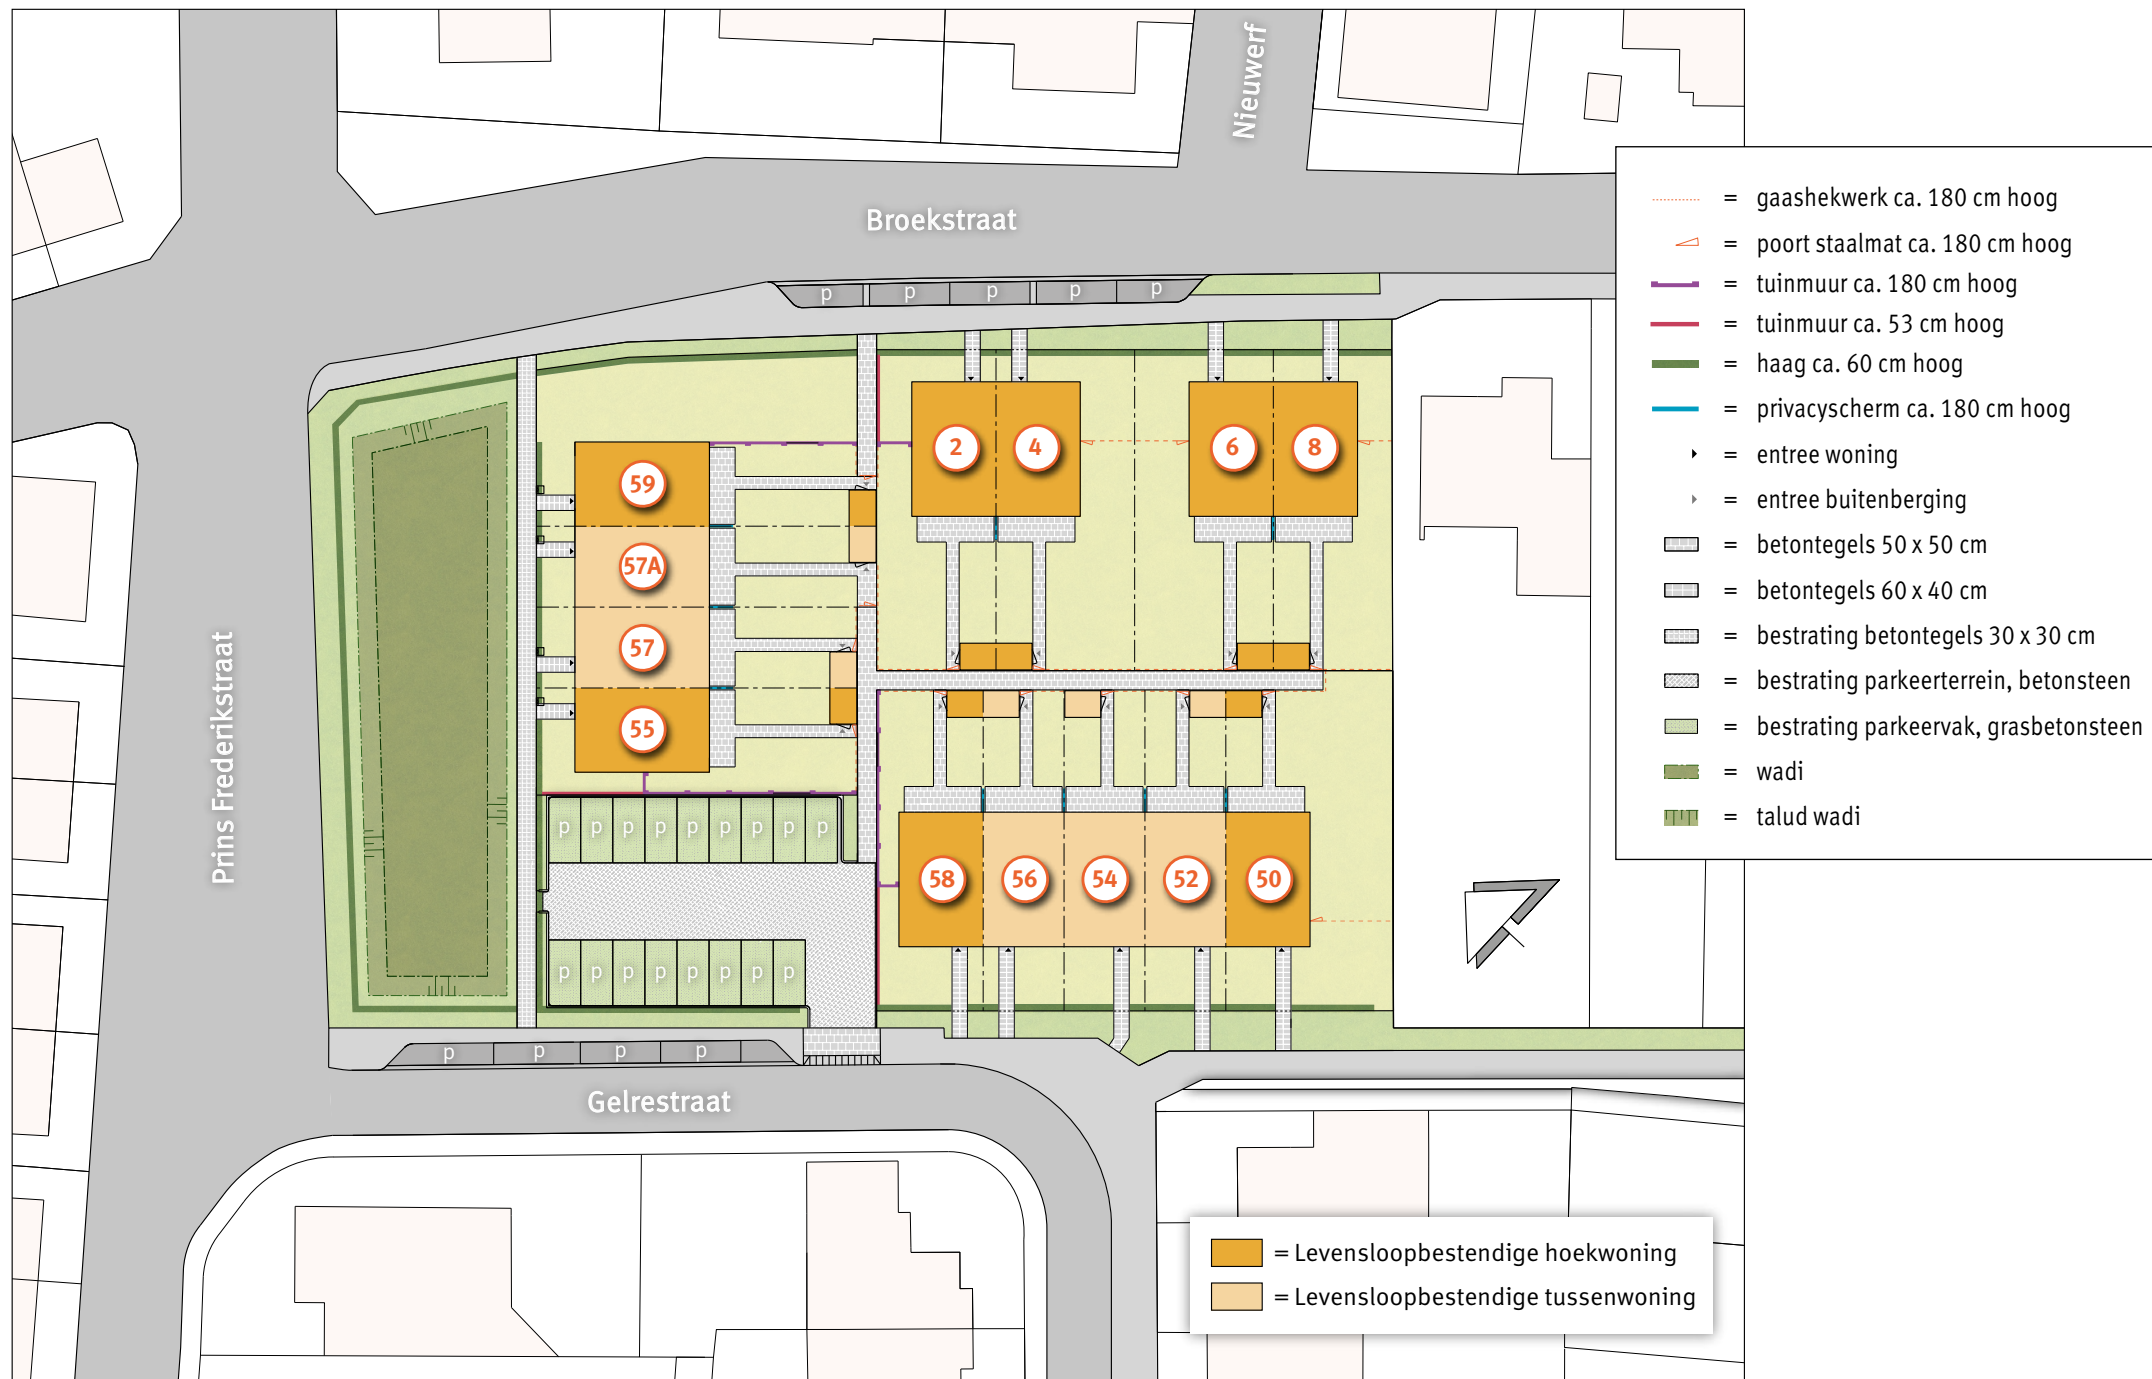 Nieuwerf
Broekstraat
p p p p p
= gaashekwerk ca. 180 cm hoog
= poort staalmat ca. 180 cm hoog
= tuinmuur ca. 180 cm hoog
= tuinmuur ca. 53 cm hoog
= haag ca. 60 cm hoog
= privacyscherm ca. 180 cm hoog
= entree woning
= entree buitenberging
= betontegels 50 x 50 cm
= betontegels 60 x 40 cm
= bestrating betontegels 30 x 30 cm
= bestrating parkeerterrein, betonsteen
= bestrating parkeervak, grasbetonsteen
= wadi
= talud wadi
2 4 6 8
59
57A
57
55
Prins Frederikstraat
p p p p p p p p p
58 56 54 52 50
p p p p p p p p
p p p p
Gelrestraat
= Levensloopbestendige hoekwoning
= Levensloopbestendige tussenwoning